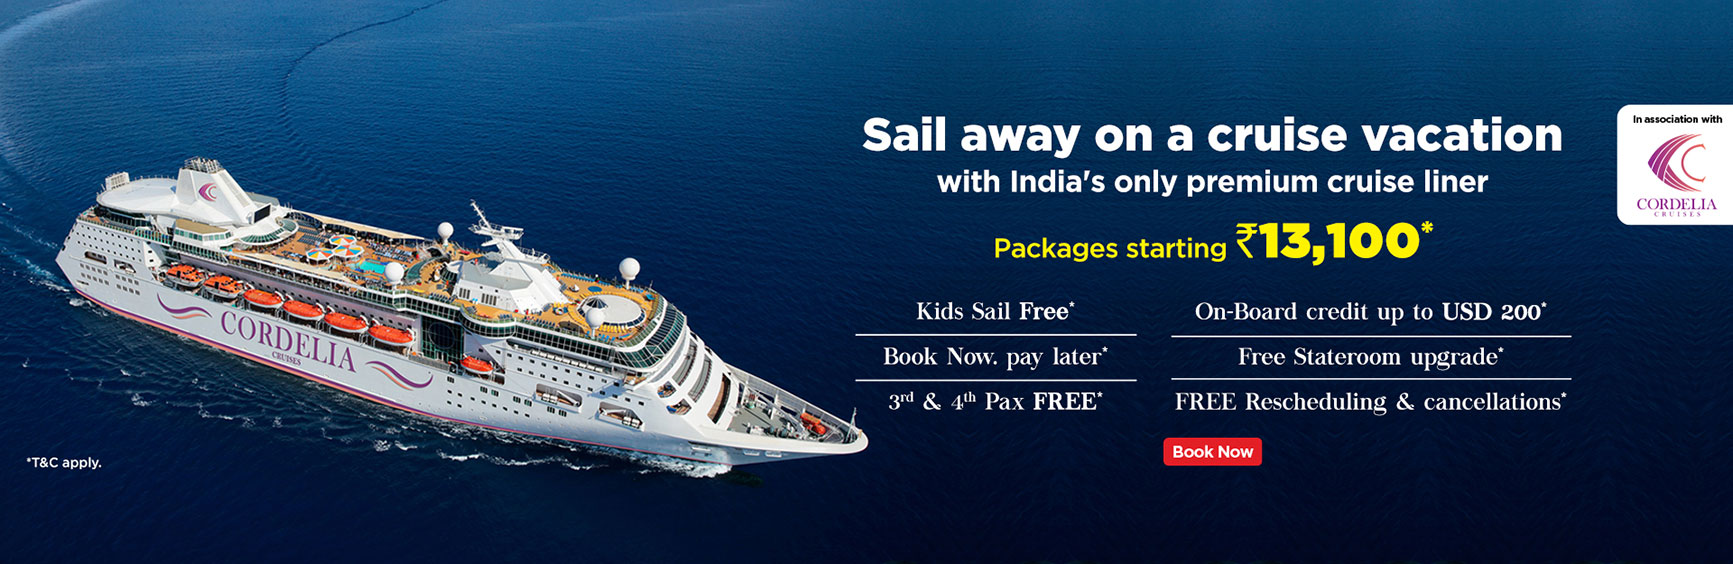 Sail away on a cruise vacation
with India's only premium cruise liner
Packages starting ₹13,100*
Kids Sail Free*
Book Now. pay later*
3rd & 4th Pax FREE*
On-Board credit up to USD 200*
Free Stateroom upgrade*
FREE Rescheduling & cancellations*
Book Now
In association with
CORDELIA
CRUISES
CORDELIA
CRUISES
*T&C apply.